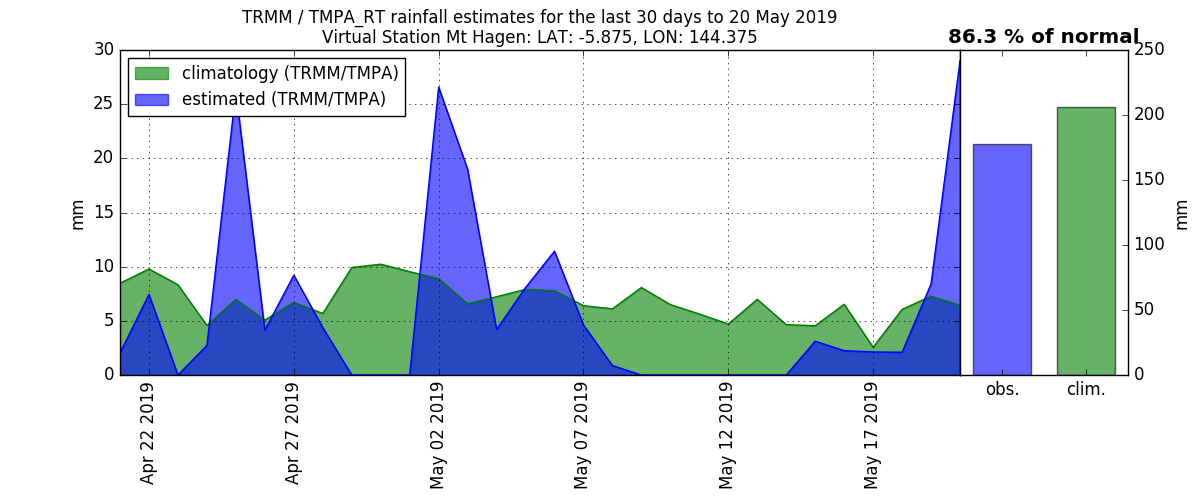 TRMM / TMPA_RT rainfall estimates for the last 30 days to 20 May 2019
Virtual Station Mt Hagen: LAT: -5.875, LON: 144.375
86.3 % of normal
climatology (TRMM/TMPA)
estimated (TRMM/TMPA)
30
25
20
15
10
5
0
mm
Apr 22 2019
Apr 27 2019
May 02 2019
May 07 2019
May 12 2019
May 17 2019
obs.
clim.
250
200
150
100
50
0
mm